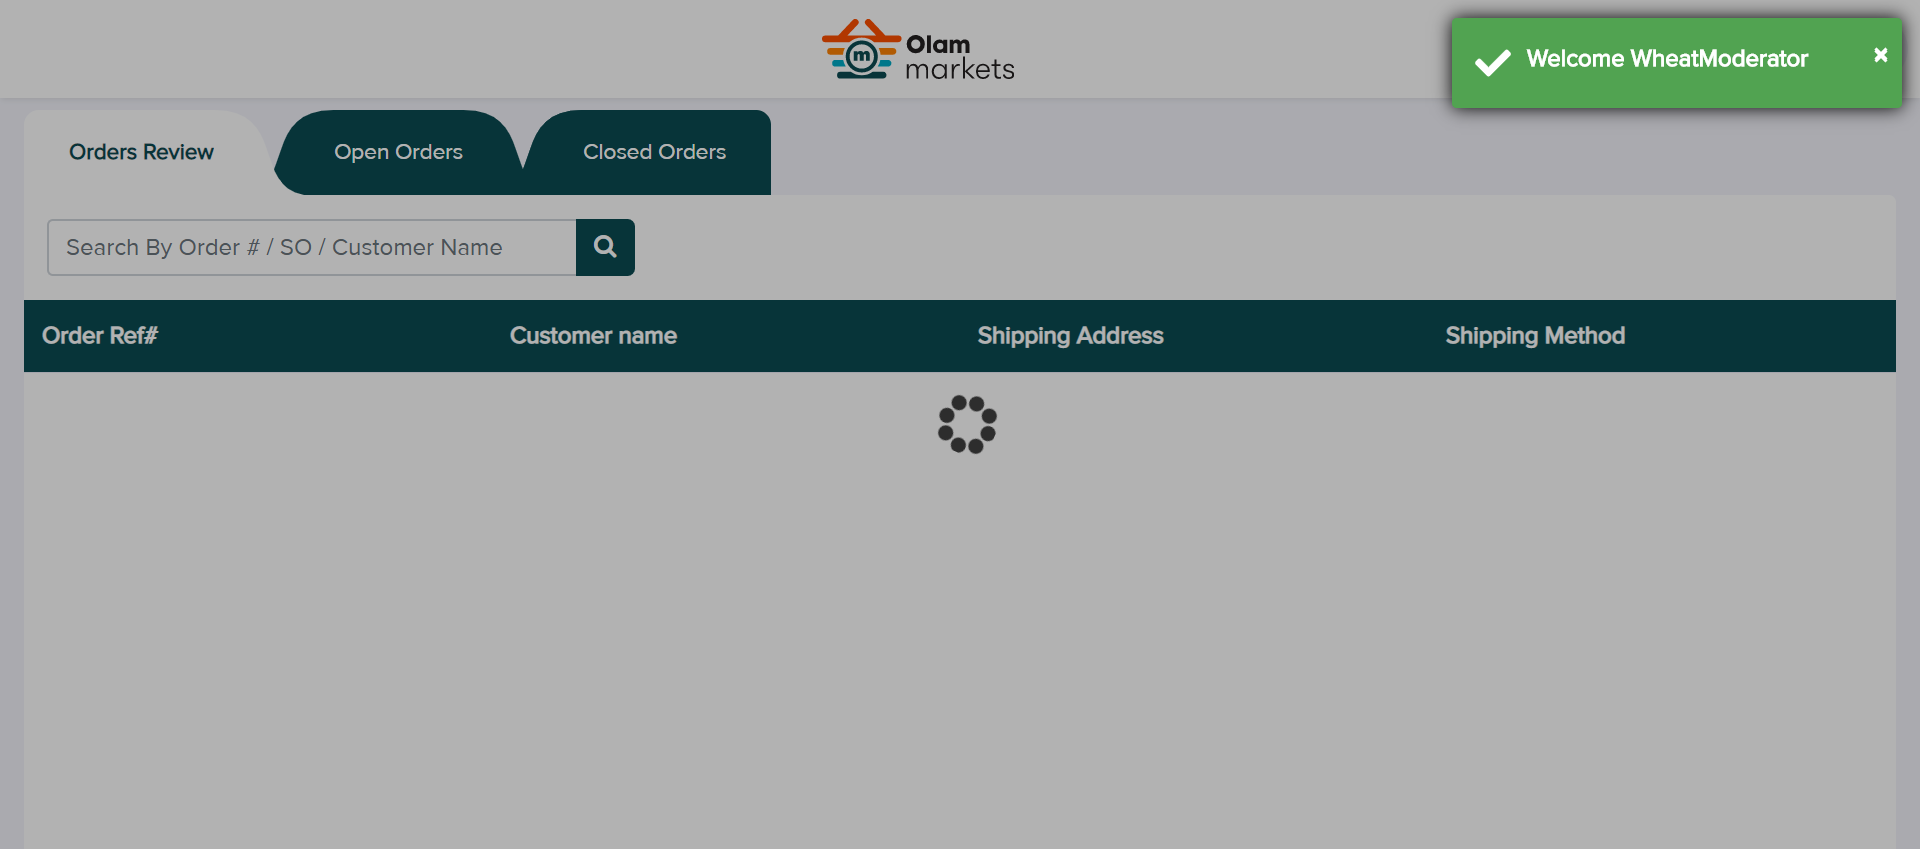 m
Olam
markets
Welcome WheatModerator
×
Orders Review
Open Orders
Closed Orders
Search By Order # / SO / Customer Name
Order Ref#
Customer name
Shipping Address
Shipping Method